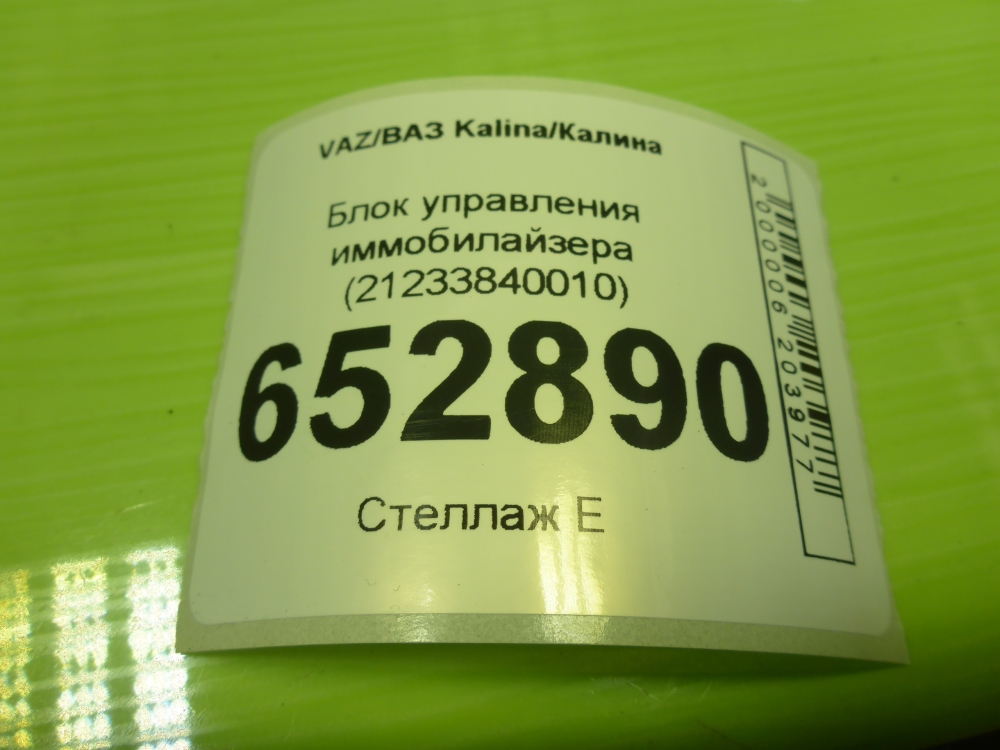 VAZ/ВАЗ Kalina/Калина
Блок управления
иммобилайзера
(21233840010)
652890
Стеллаж E
2000006203977